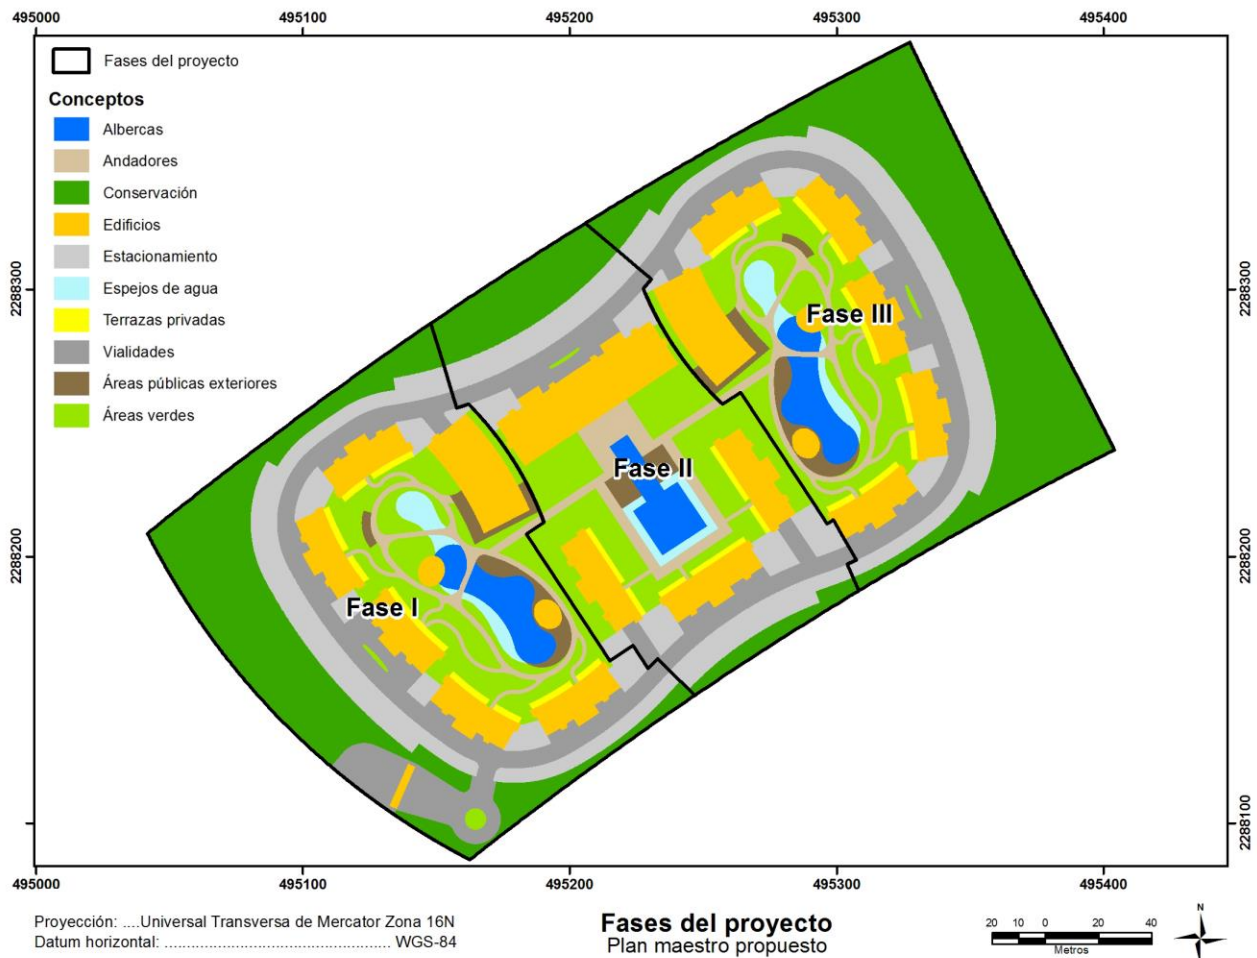 495000 495100 495200 495300 495400
Fases del proyecto
Conceptos
Albercas
Andadores
Conservación
Edificios
Estacionamiento
Espejos de agua
Terrazas privadas
Vialidades
Áreas públicas exteriores
Áreas verdes
2288300
2288200
2288100
2288300
2288200
2288100
Fase III
Fase II
Fase I
495000 495100 495200 495300 495400
Proyección: ....Universal Transversa de Mercator Zona 16N
Datum horizontal: ................................................ WGS-84
Fases del proyecto
Plan maestro propuesto
20 10 0 20 40
Metros
N